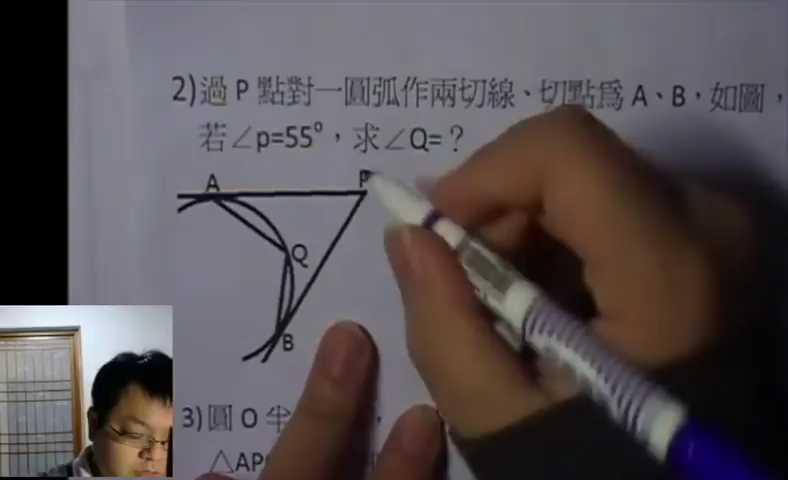 2)過 P 點對一圓弧作兩切線、切點爲 A、B，如圖，
若∠p=55°，求∠Q=？
A
P
Q
B
3)圓 O 半
△AP